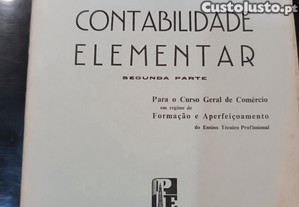 CustoJusto.pt
CONTABILIDADE
ELEMENTAR
SEGUNDA PARTE
Para o Curso Geral de Comércio
em regime de
Formação e Aperfeiçoamento
do Ensino Técnico Profissional
PE